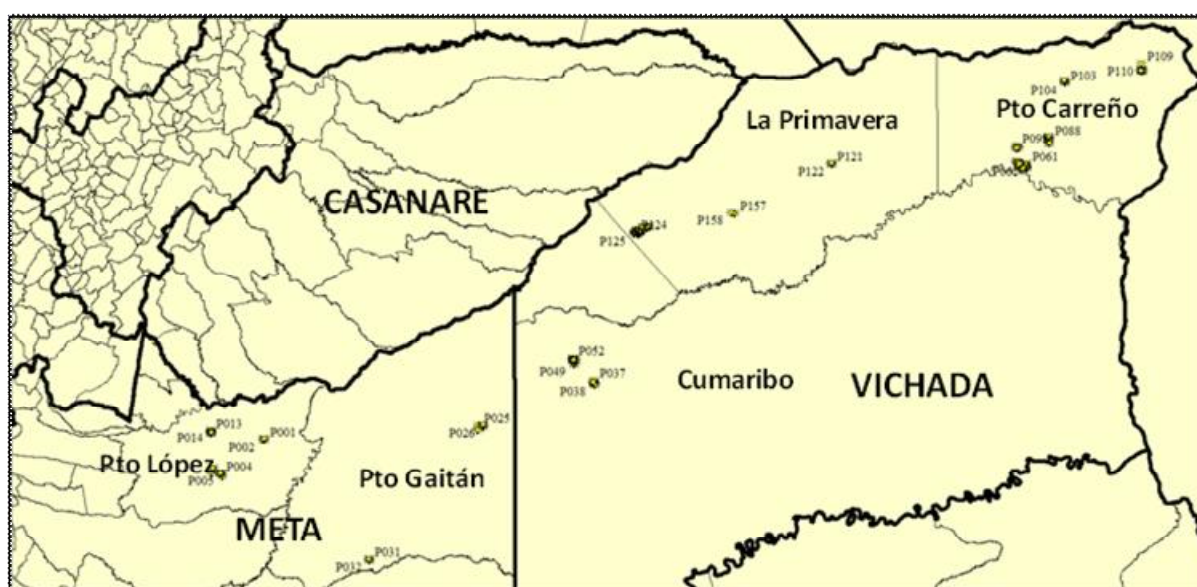 P109
P110
P103
P104
Pto Carreño
La Primavera
P088
P061
P121
P122
CASANARE
P157
P158
P124
P125
P052
P049
P037
P038
Cumaribo
VICHADA
P025
P026
P013
P014
P001
P002
Pto López
P004
P005
Pto Gaitán
META
P031
P032